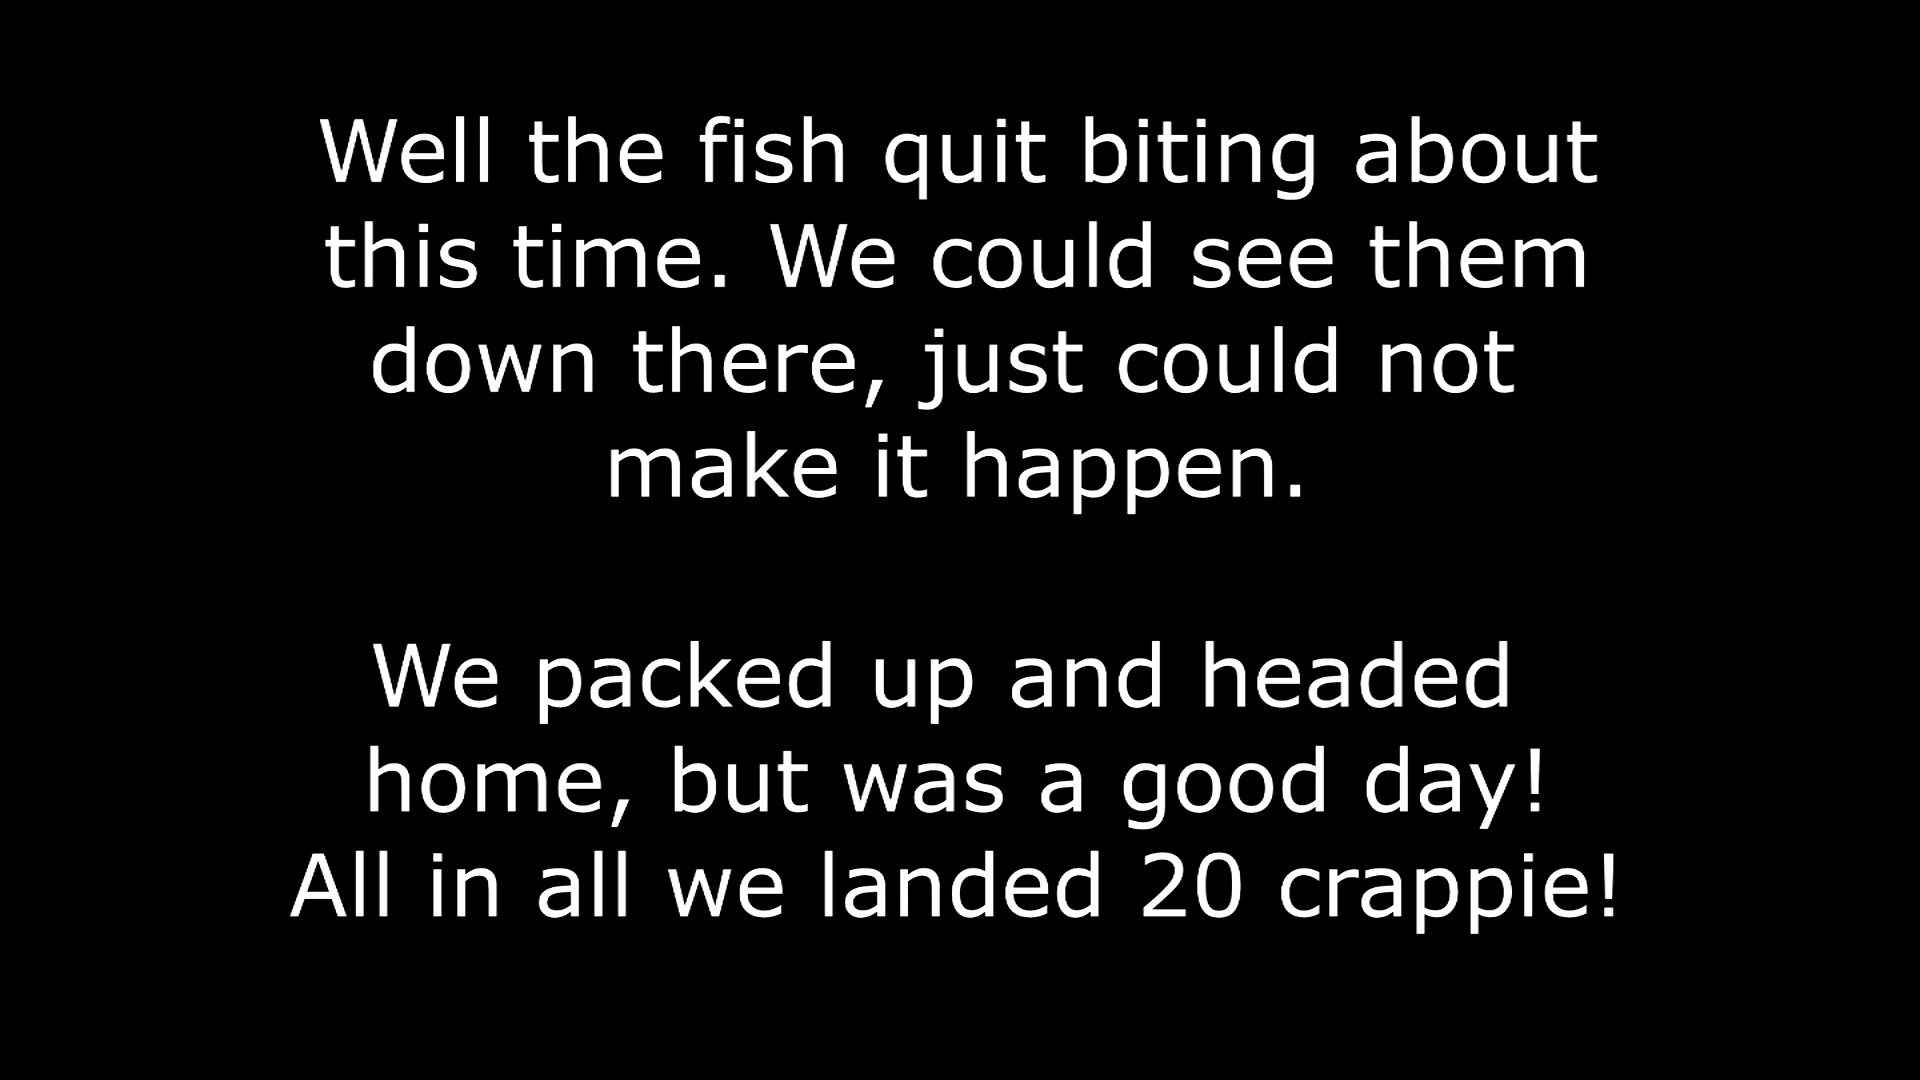 Well the fish quit biting about
this time. We could see them
down there, just could not
make it happen.
We packed up and headed
home, but was a good day!
All in all we landed 20 crappie!